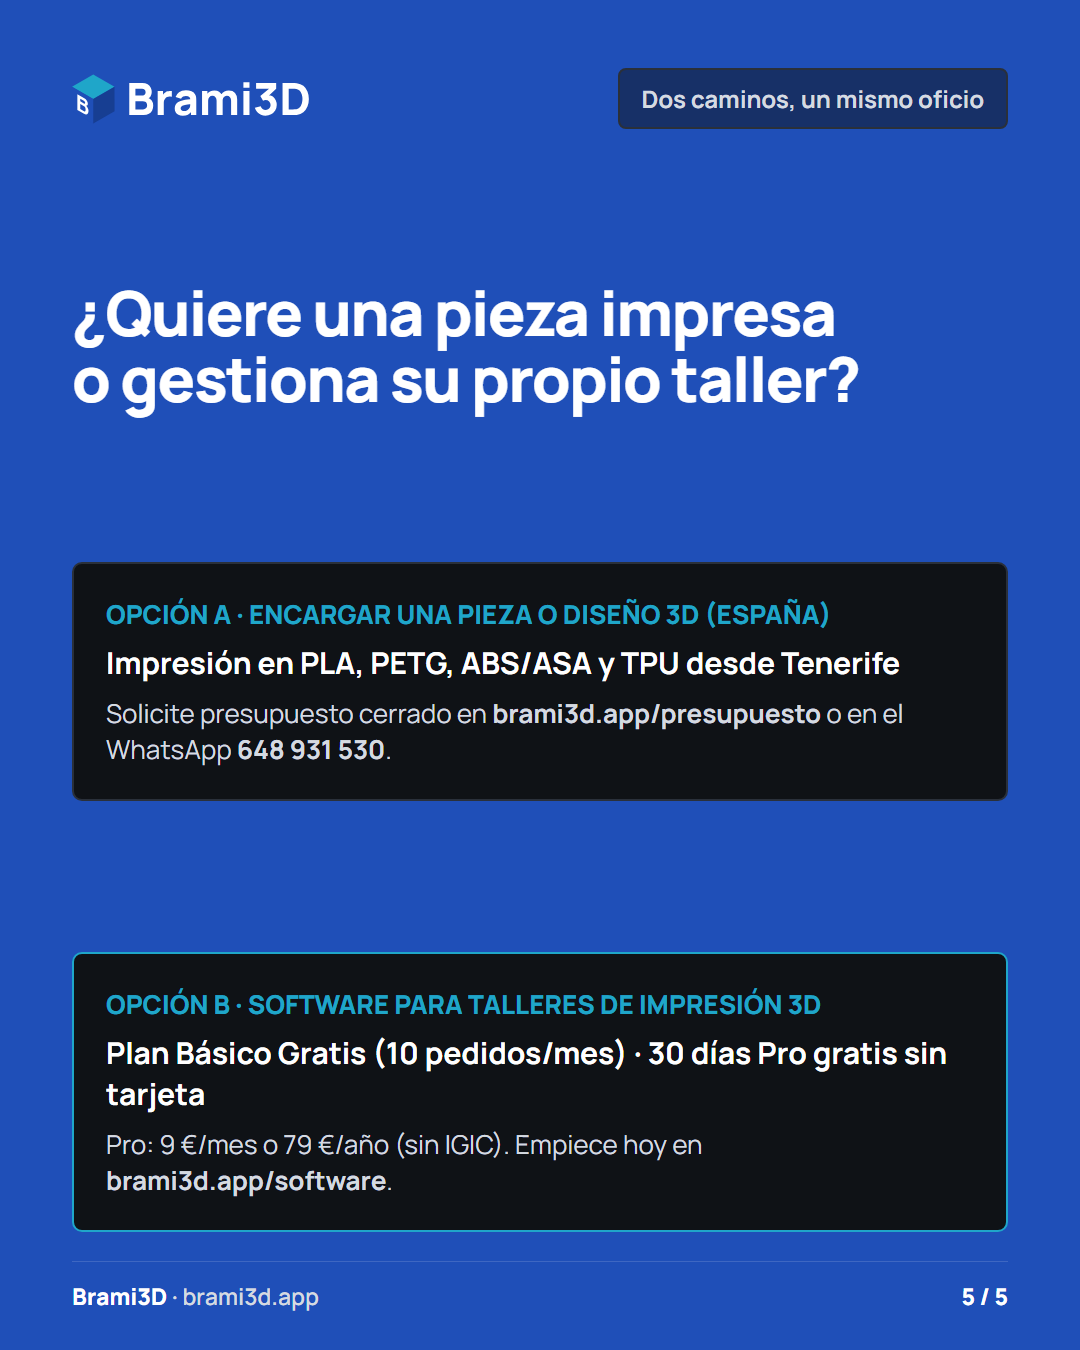 B
Brami3D
Dos caminos, un mismo oficio
¿Quiere una pieza impresa
o gestiona su propio taller?
OPCIÓN A · ENCARGAR UNA PIEZA O DISEÑO 3D (ESPAÑA)
Impresión en PLA, PETG, ABS/ASA y TPU desde Tenerife
Solicite presupuesto cerrado en brami3d.app/presupuesto o en el
WhatsApp 648 931 530.
OPCIÓN B · SOFTWARE PARA TALLERES DE IMPRESIÓN 3D
Plan Básico Gratis (10 pedidos/mes) · 30 días Pro gratis sin
tarjeta
Pro: 9 €/mes o 79 €/año (sin IGIC). Empiece hoy en
brami3d.app/software.
Brami3D · brami3d.app
5 / 5